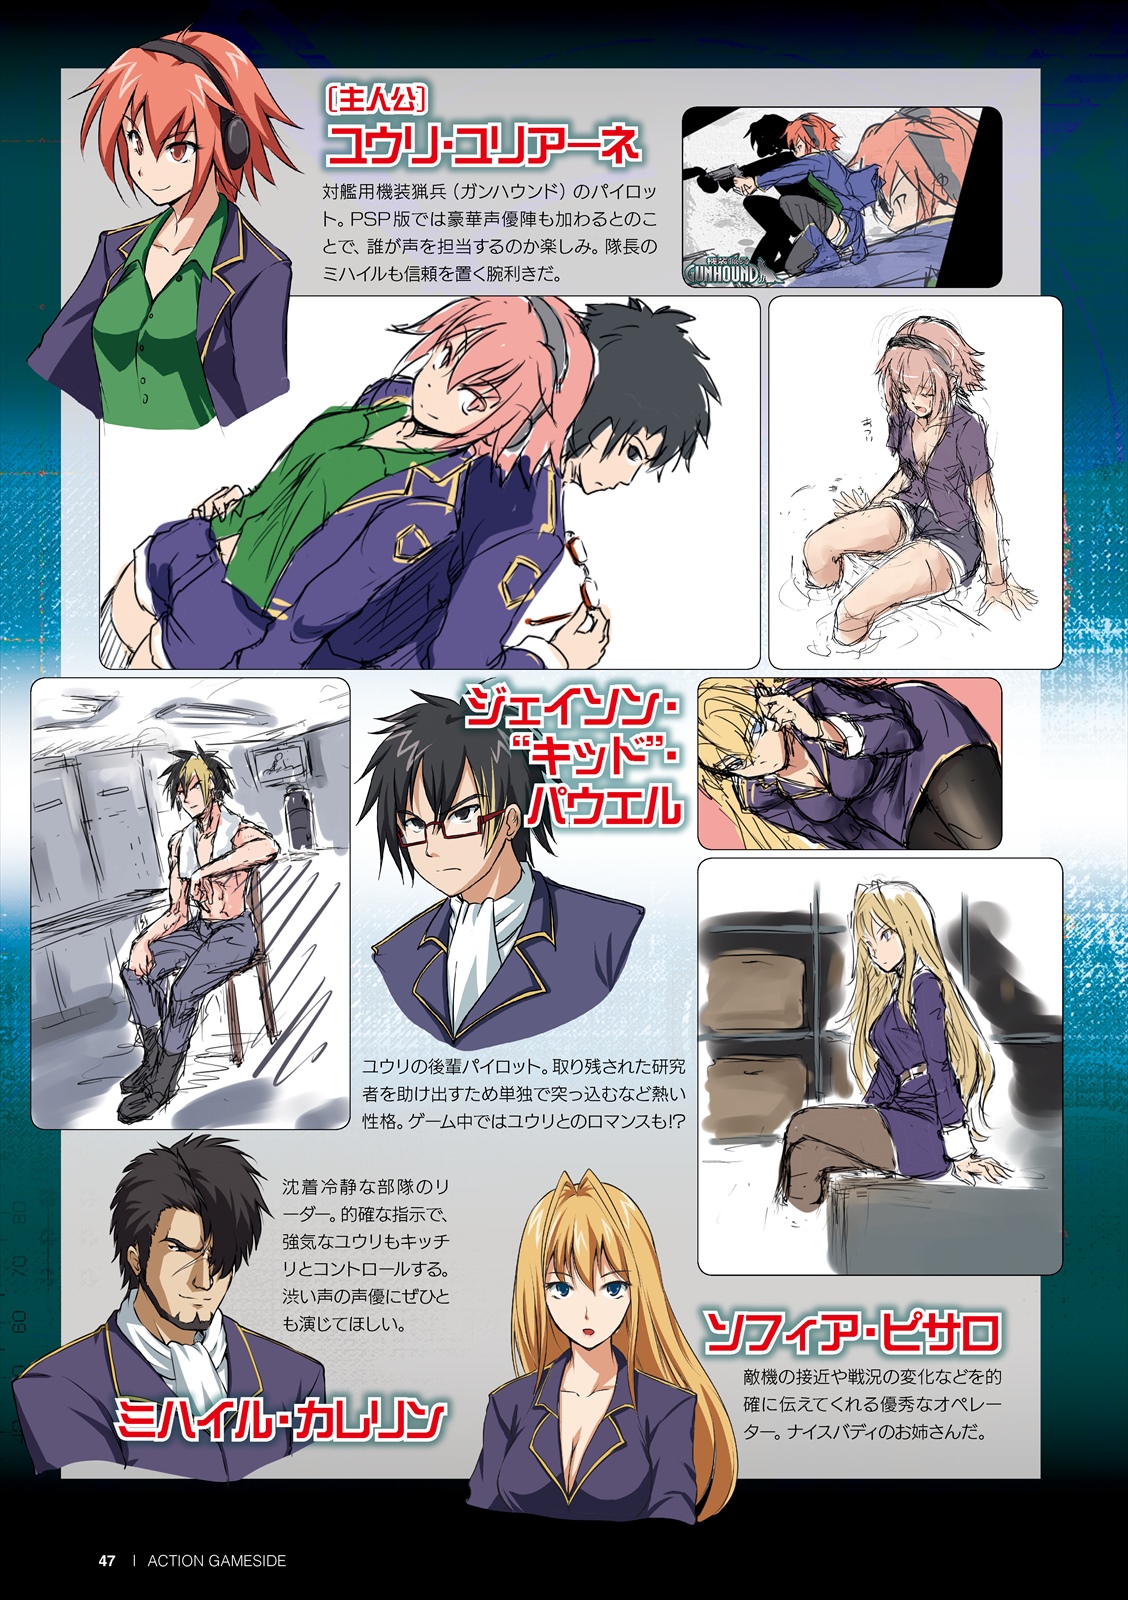 ［主人公］
ユウリ・ユリアーネ
対艦用機装猟兵（ガンハウンド）のパイロッ
ト。PSP版では豪華声優陣も加わるとのこ
とで、誰が声を担当するのか楽しみ。隊長の
ミハイルも信頼を置く腕利きだ。
GUNHOUND
ジェイソン・
“キッド”・
パウエル
ユウリの後輩パイロット。取り残された研究
者を助け出すため単独で突っ込むなど熱い
性格。ゲーム中ではユウリとのロマンスも!?
沈着冷静な部隊のリ
ーダー。的確な指示で、
強気なユウリもキッチ
リとコントロールする。
渋い声の声優にぜひと
も演じてほしい。
ミハイル・カレリン
ソフィア・ピサロ
敵機の接近や戦況の変化などを的
確に伝えてくれる優秀なオペレー
ター。ナイスバディのお姉さんだ。
80
70
60
47 | ACTION GAMESIDE